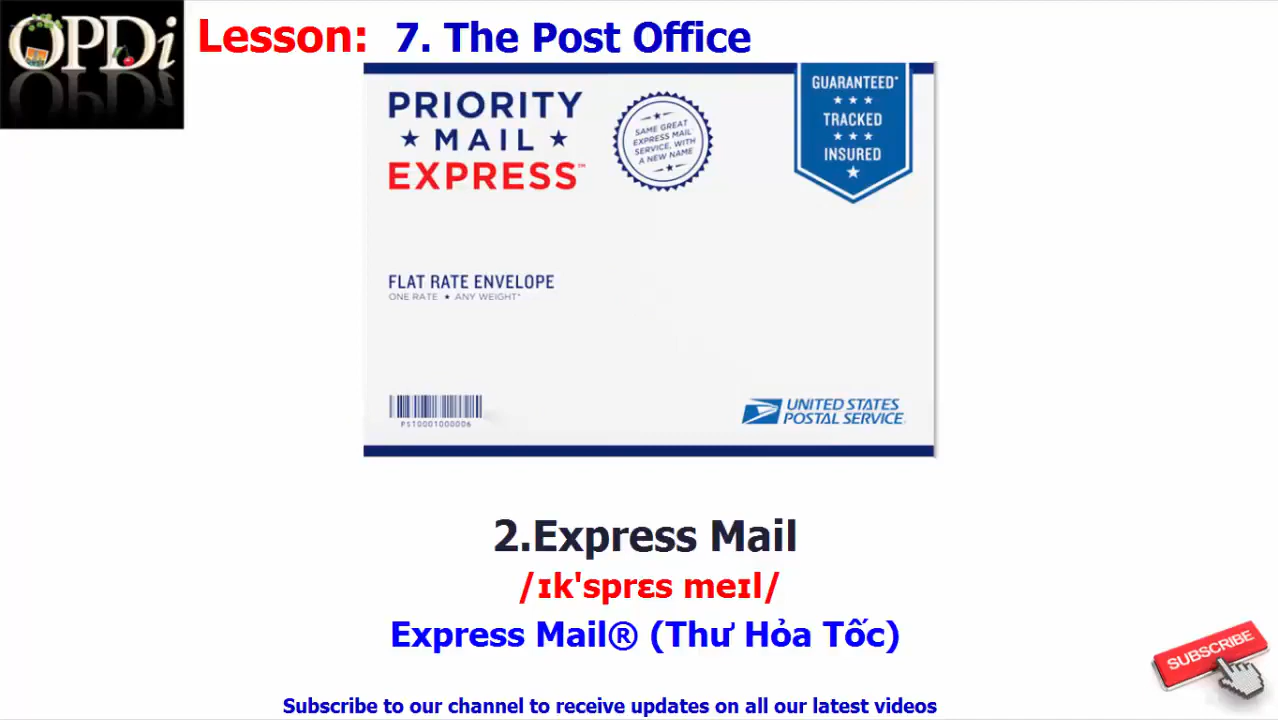 OPDi
Lesson: 7. The Post Office
PRIORITY
★ MAIL ★
EXPRESS™
SAME GREAT
EXPRESS MAIL®
SERVICE, WITH
A NEW NAME
GUARANTEED*
TRACKED
INSURED
FLAT RATE ENVELOPE
ONE RATE ★ ANY WEIGHT*
PST0001000006
UNITED STATES
POSTAL SERVICE®
2.Express Mail
/ɪk'sprɛs meɪl/
Express Mail® (Thư Hỏa Tốc)
SUBSCRIBE
Subscribe to our channel to receive updates on all our latest videos